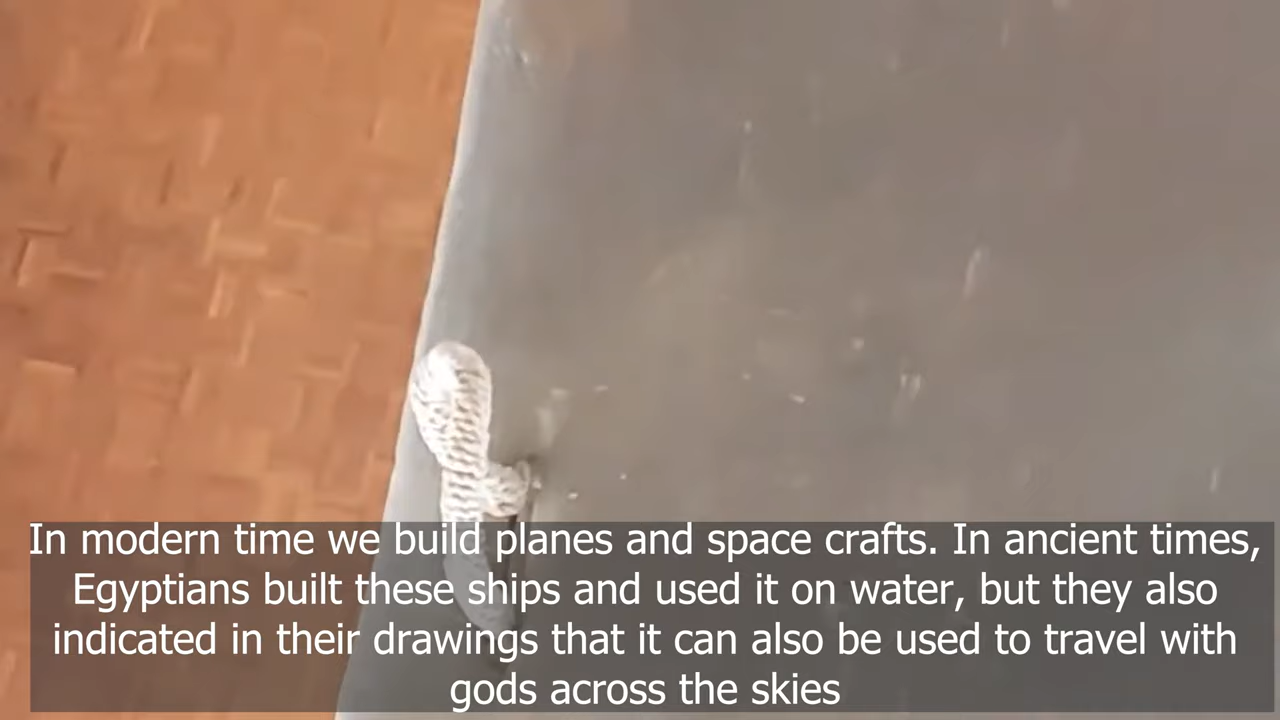 In modern time we build planes and space crafts. In ancient times,
Egyptians built these ships and used it on water, but they also
indicated in their drawings that it can also be used to travel with
gods across the skies